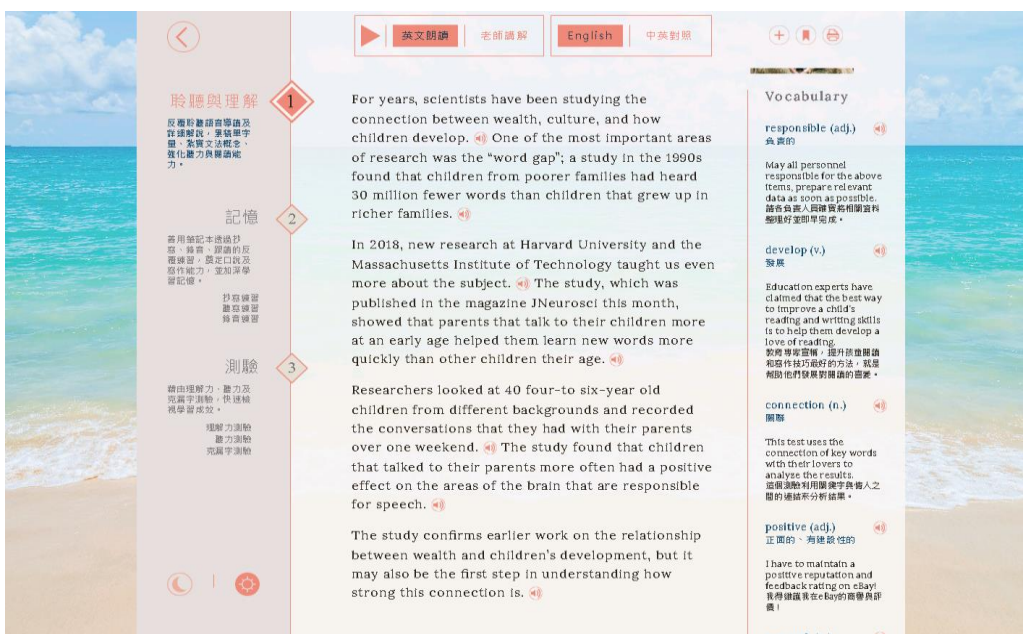 英文朗讀
老師講解
English
中英對照
聆聽與理解
1
反覆聆聽語音導讀及
詳細解說,累積單字
量、紮實文法概念、
強化聽力與閱讀能
力。
記憶
2
善用筆記本透過抄
寫、錄音、跟讀的反
覆練習,奠定口說及
寫作能力,並加深學
習記憶。
抄寫練習
聽寫練習
錄音練習
測驗
3
藉由理解力、聽力及
克漏字測驗,快速檢
視學習成效。
理解力測驗
聽力測驗
克漏字測驗
For years, scientists have been studying the
connection between wealth, culture, and how
children develop. One of the most important areas
of research was the “word gap”; a study in the 1990s
found that children from poorer families had heard
30 million fewer words than children that grew up in
richer families.
In 2018, new research at Harvard University and the
Massachusetts Institute of Technology taught us even
more about the subject. The study, which was
published in the magazine JNeurosci this month,
showed that parents that talk to their children more
at an early age helped them learn new words more
quickly than other children their age.
Researchers looked at 40 four-to six-year old
children from different backgrounds and recorded
the conversations that they had with their parents
over one weekend. The study found that children
that talked to their parents more often had a positive
effect on the areas of the brain that are responsible
for speech.
The study confirms earlier work on the relationship
between wealth and children's development, but it
may also be the first step in understanding how
strong this connection is.
Vocabulary
responsible (adj.)
負責的
May all personnel
responsible for the above
items, prepare relevant
data as soon as possible.
請各負責人員確實將相關資料
整理好並即早完成。
develop (v.)
發展
Education experts have
claimed that the best way
to improve a child's
reading and writing skills
is to help them develop a
love of reading.
教育專家宣稱,提升孩童閱讀
和寫作技巧最好的方法,就是
幫助他們發展對閱讀的喜愛。
connection (n.)
關聯
This test uses the
connection of key words
with their lovers to
analyse the results.
這個測驗利用關鍵字與情人之
間的連結來分析結果。
positive (adj.)
正面的、有建設性的
I have to maintain a
positive reputation and
feedback rating on eBay!
我得維護我在eBay的商譽與評
價!